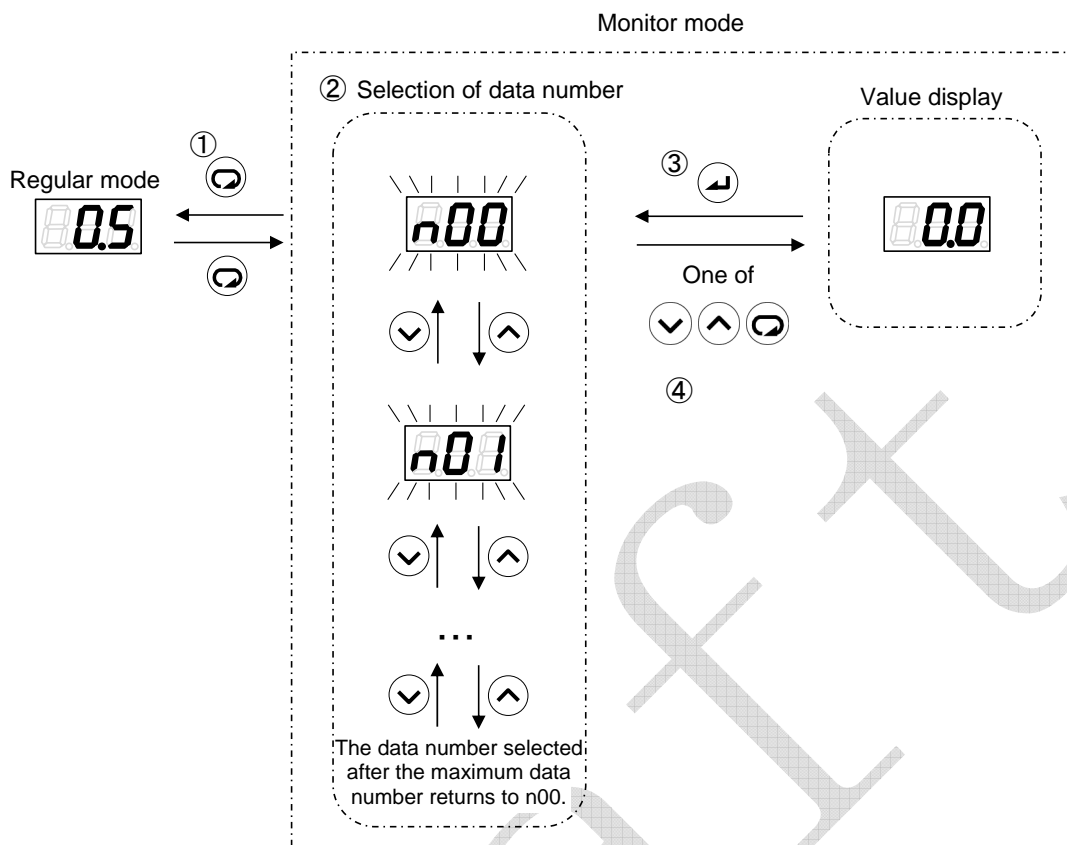 Monitor mode
② Selection of data number
Value display
①
③
Regular mode
0.5
n00
0.0
One of
④
n01
...
The data number selected
after the maximum data
number returns to n00.
ft